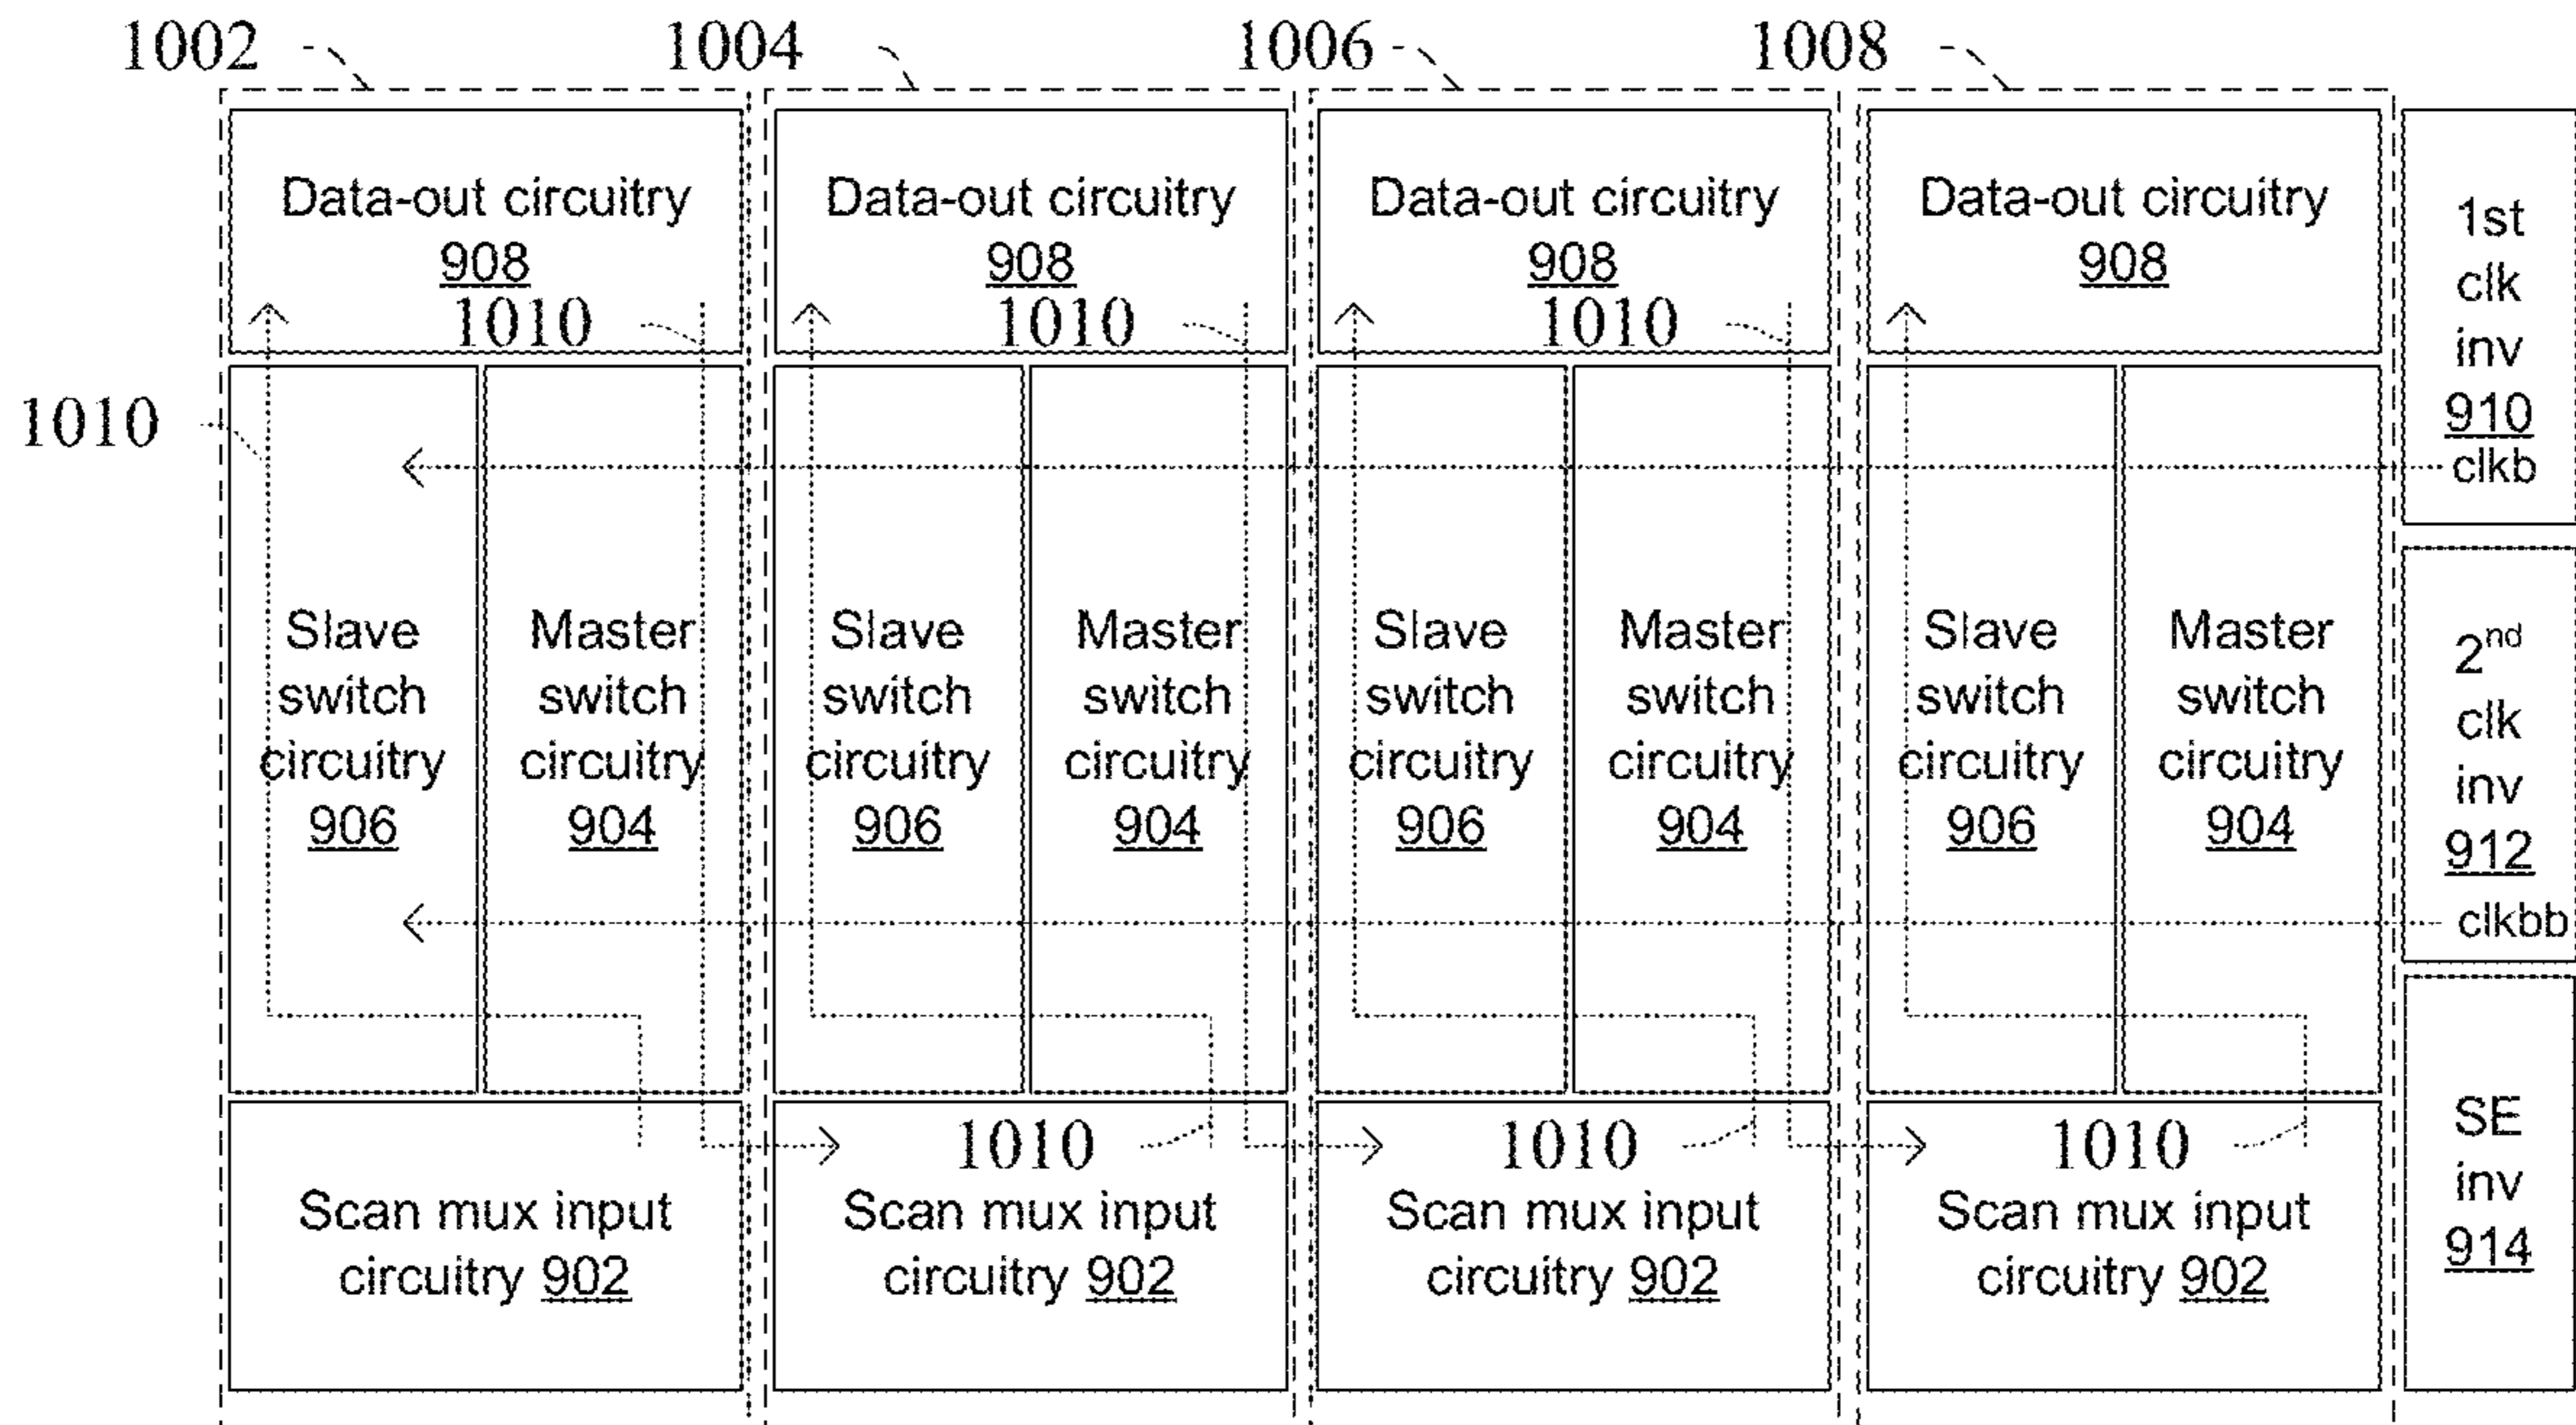 1002
1004
1006
1008
Data-out circuitry
908
1010
Data-out circuitry
908
1010
Data-out circuitry
908
1010
Data-out circuitry
908
1st
clk
inv
910
clkb
1010
Slave
switch
circuitry
906
Master
switch
circuitry
904
Slave
switch
circuitry
906
Master
switch
circuitry
904
Slave
switch
circuitry
906
Master
switch
circuitry
904
Slave
switch
circuitry
906
Master
switch
circuitry
904
2nd
clk
inv
912
clkbb
Scan mux input
circuitry 902
1010
Scan mux input
circuitry 902
1010
Scan mux input
circuitry 902
1010
Scan mux input
circuitry 902
SE
inv
914